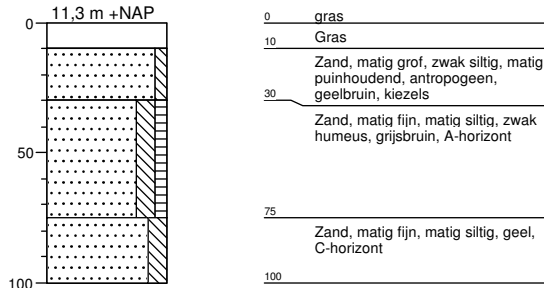 11,3 m +NAP
0
50
100
0 gras
10 Gras
Zand, matig grof, zwak siltig, matig
puinhoudend, antropogeen,
geelbruin, kiezels
30
Zand, matig fijn, matig siltig, zwak
humeus, grijsbruin, A-horizont
75
Zand, matig fijn, matig siltig, geel,
C-horizont
100